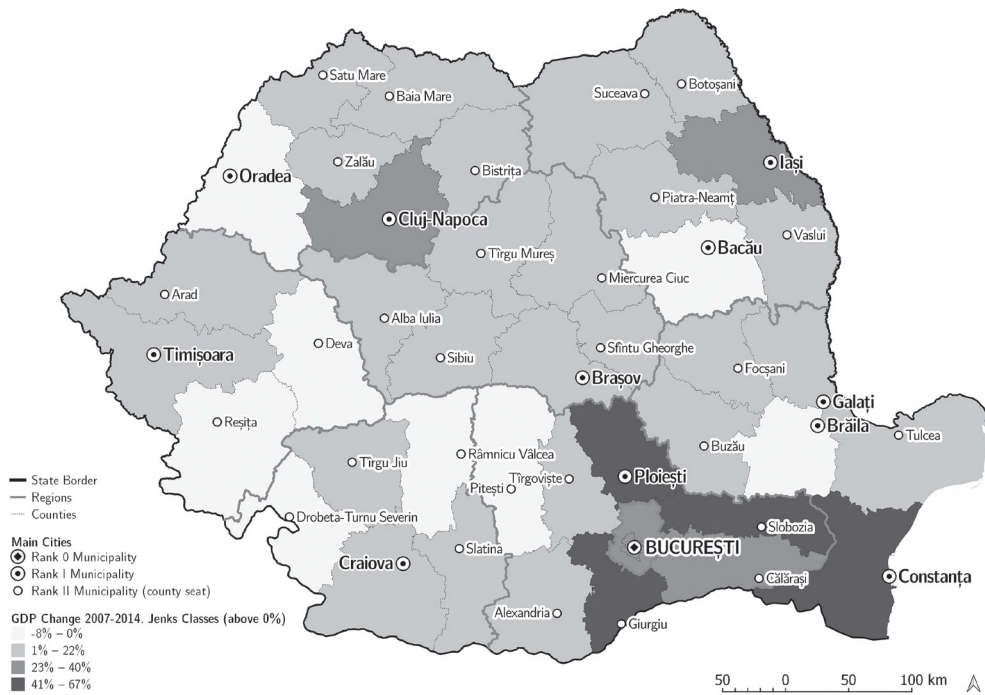 Satu Mare
Baia Mare
Suceava
Botoșani
Zalău
Bistrița
Iași
Oradea
Piatra-Neamț
Cluj-Napoca
Vaslui
Bacău
Tîrgu Mureș
Miercurea Ciuc
Arad
Alba Iulia
Deva
Sfîntu Gheorghe
Timișoara
Sibiu
Focșani
Brașov
Galați
Reșița
Brăila
Tulcea
Buzău
Râmnicu Vâlcea
Tîrgu Jiu
Tîrgoviște
Ploiești
Pitești
State Border
Regions
Counties
Drobeta-Turnu Severin
Slobozia
Main Cities
Rank 0 Municipality
Rank I Municipality
Rank II Municipality (county seat)
Slatina
BUCUREȘTI
Craiova
Călărași
Constanța
Alexandria
Giurgiu
GDP Change 2007-2014. Jenks Classes (above 0%)
-8% – 0%
1% – 22%
23% – 40%
41% – 67%
50 0 50 100 km